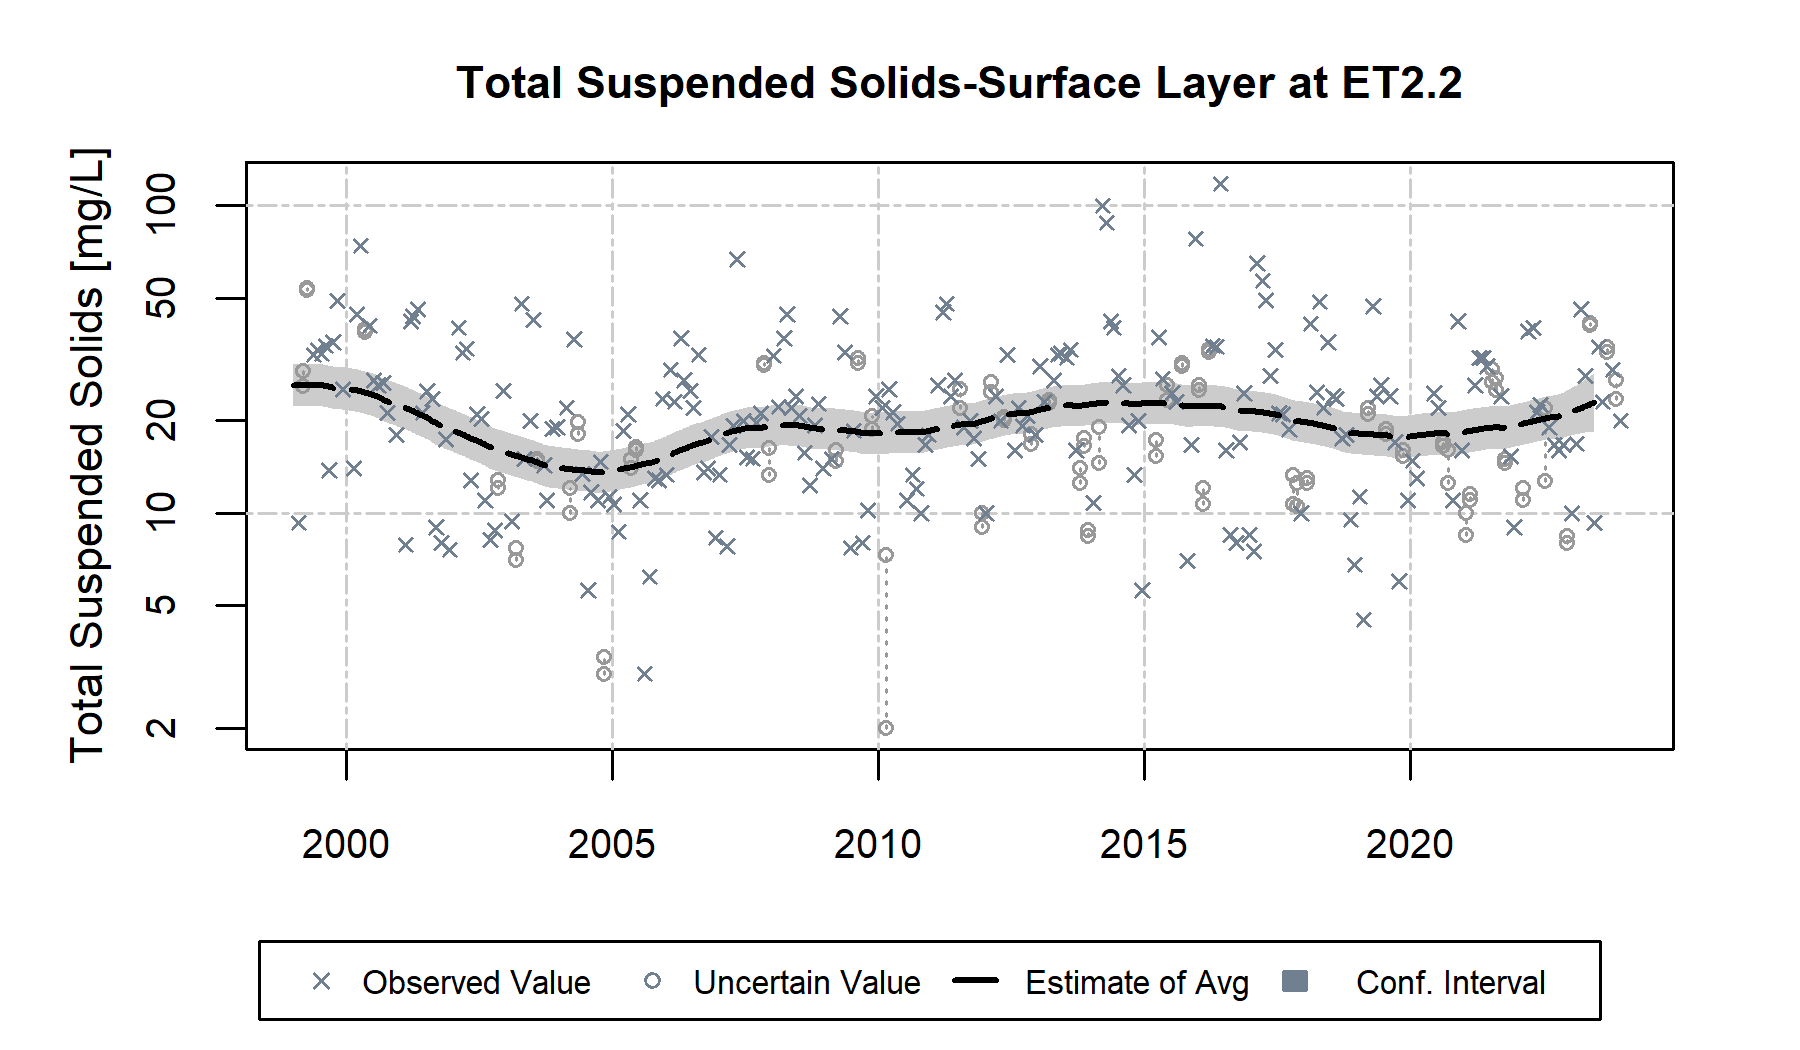 Total Suspended Solids-Surface Layer at ET2.2
Total Suspended Solids [mg/L]
100
50
20
10
5
2
2000 2005 2010 2015 2020
Observed Value Uncertain Value Estimate of Avg Conf. Interval